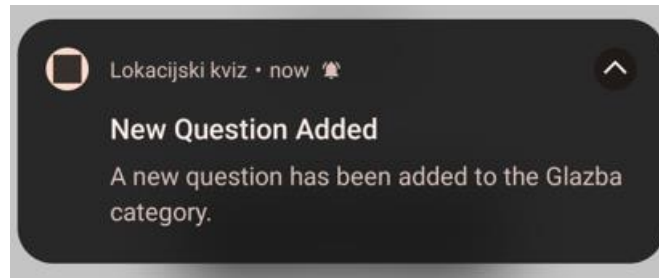 Lokacijski kviz • now
New Question Added
A new question has been added to the Glazba
category.